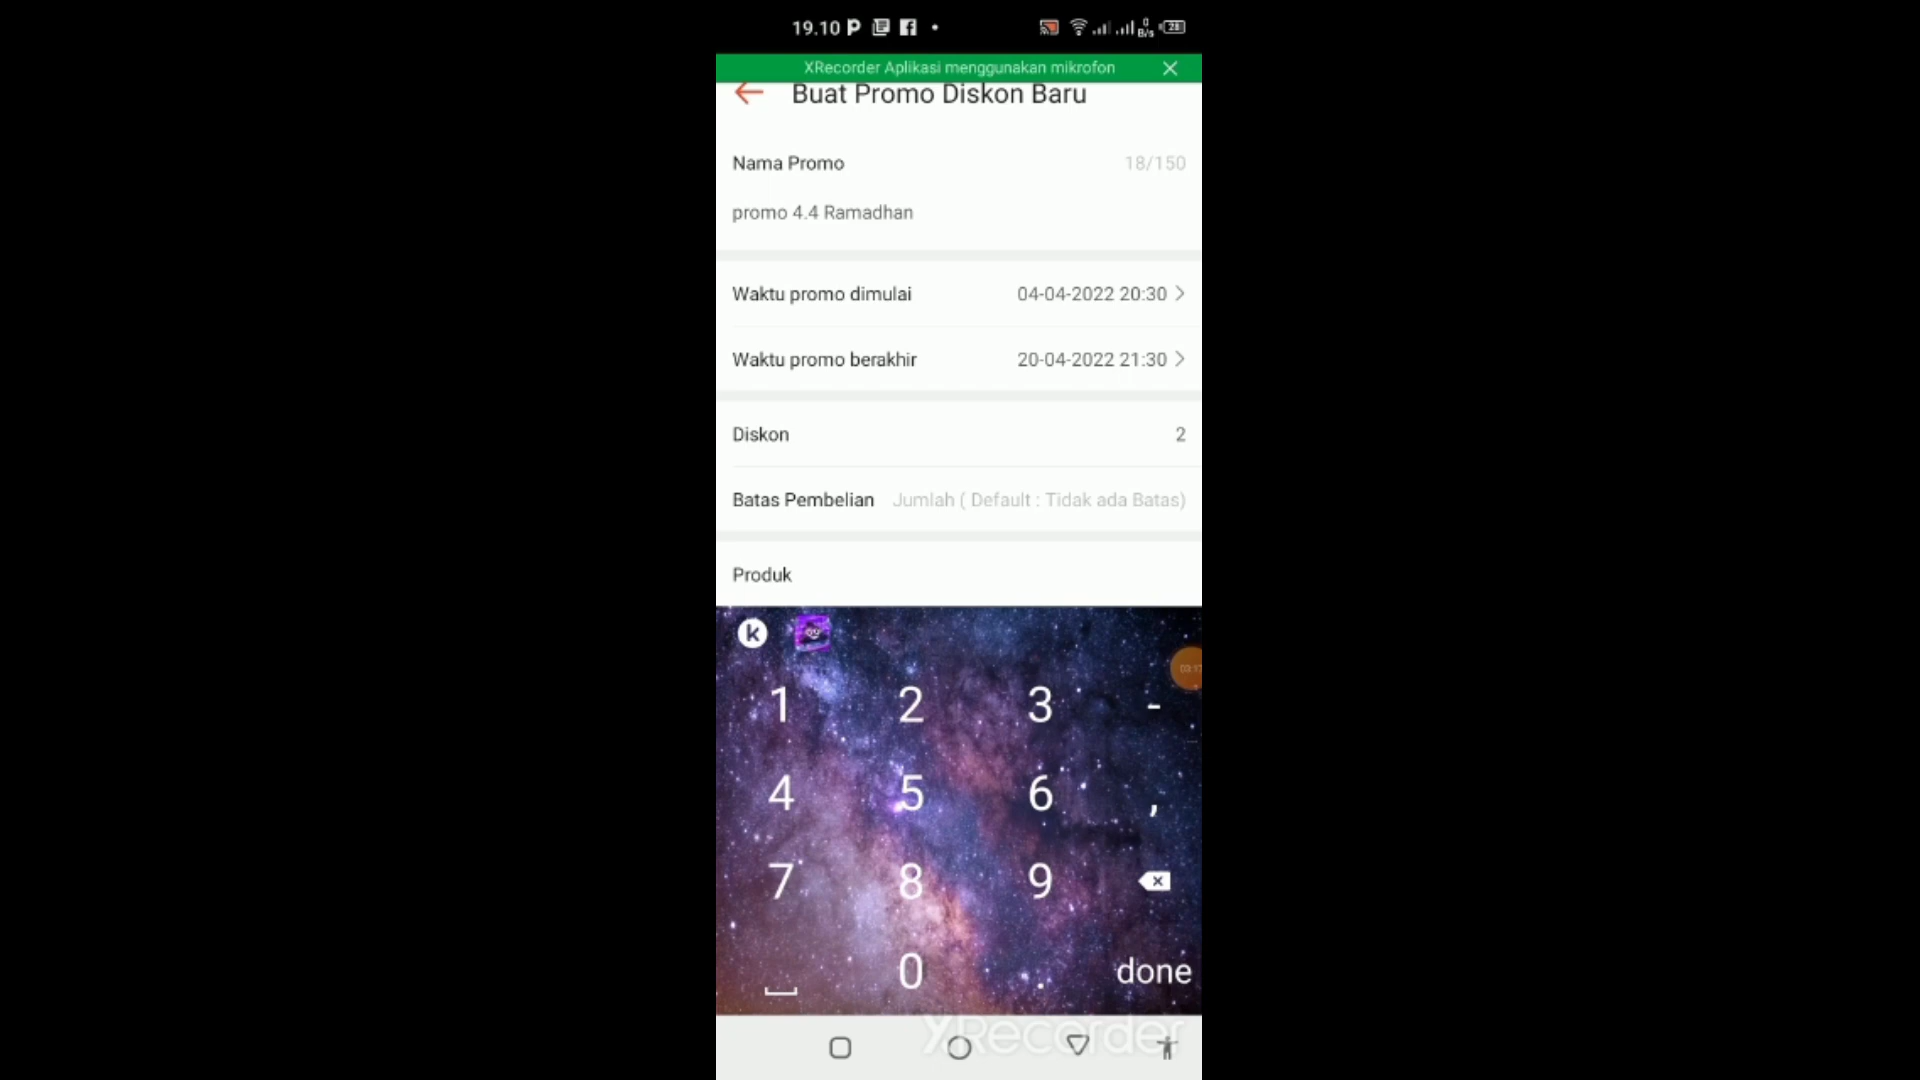 19.10
0
B/s
28
XRecorder Aplikasi menggunakan mikrofon
Buat Promo Diskon Baru
Nama Promo 18/150
promo 4.4 Ramadhan
Waktu promo dimulai 04-04-2022 20:30
Waktu promo berakhir 20-04-2022 21:30
Diskon 2
Batas Pembelian Jumlah ( Default : Tidak ada Batas)
Produk
k
1 2 3 -
4 5 6 ,
7 8 9
0 . done
XRecorder